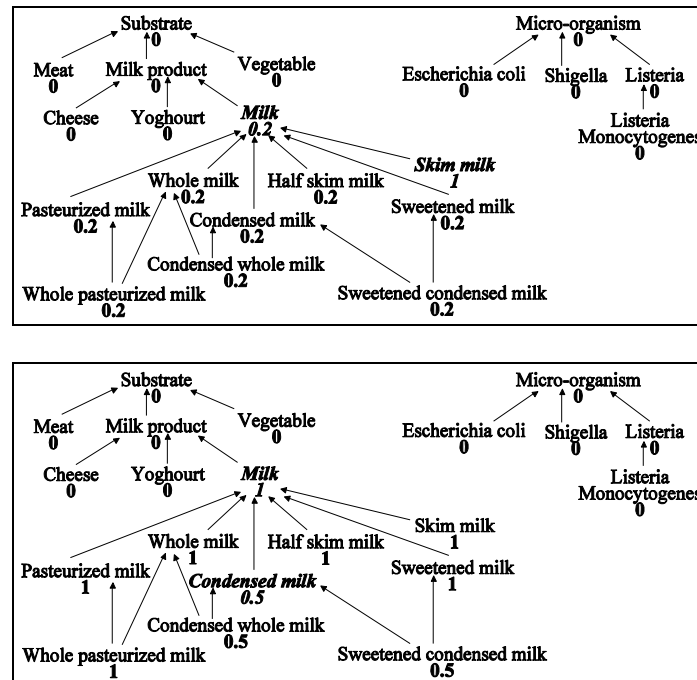 Substrate
0
Micro-organism
0
Meat
0
Milk product
0
Vegetable
0
Escherichia coli
0
Shigella
0
Listeria
0
Cheese
0
Yoghourt
0
Milk
0.2
Listeria
Monocytogenes
0
Skim milk
1
Whole milk
0.2
Half skim milk
0.2
Pasteurized milk
0.2
Condensed milk
0.2
Sweetened milk
0.2
Condensed whole milk
0.2
Whole pasteurized milk
0.2
Sweetened condensed milk
0.2
Substrate
0
Micro-organism
0
Meat
0
Milk product
0
Vegetable
0
Escherichia coli
0
Shigella
0
Listeria
0
Cheese
0
Yoghourt
0
Milk
1
Listeria
Monocytogenes
0
Skim milk
1
Whole milk
1
Half skim milk
1
Pasteurized milk
1
Condensed milk
0.5
Sweetened milk
1
Condensed whole milk
0.5
Whole pasteurized milk
1
Sweetened condensed milk
0.5